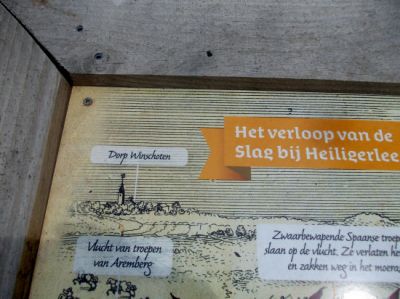 Het verloop van de
Slag bij Heiligerlee
Dorp Winschoten
Vlucht van troepen
van Aremberg
Zwaarbewapende Spaanse troep
slaan op de vlucht. Ze verlaten he
en zakken weg in het moera